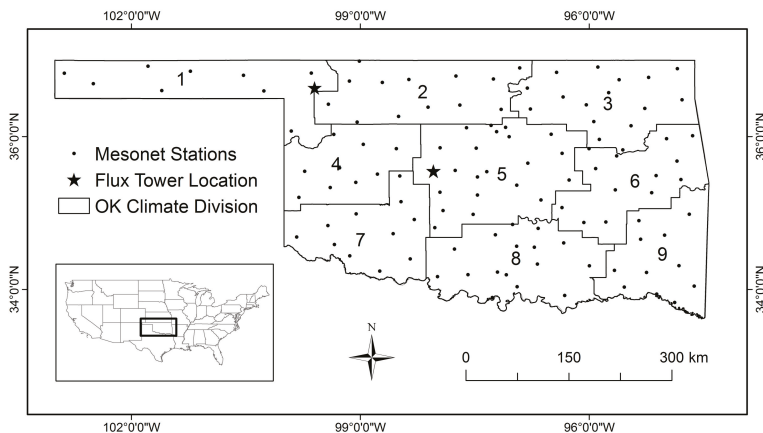 102°0'0"W 99°0'0"W 96°0'0"W
1
2
3
36°0'0"N
36°0'0"N
Mesonet Stations
Flux Tower Location
OK Climate Division
4
5
6
7
8
9
34°0'0"N
34°0'0"N
N
0 150 300 km
102°0'0"W 99°0'0"W 96°0'0"W